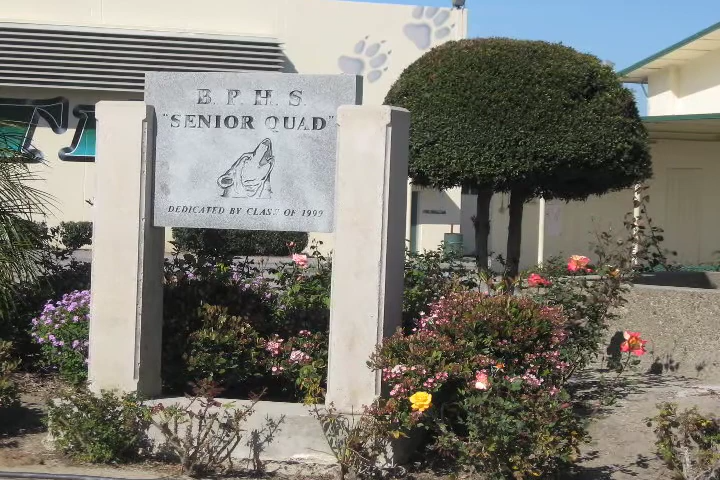 B.P.H.S.
"SENIOR QUAD"
DEDICATED BY CLASS OF 1999